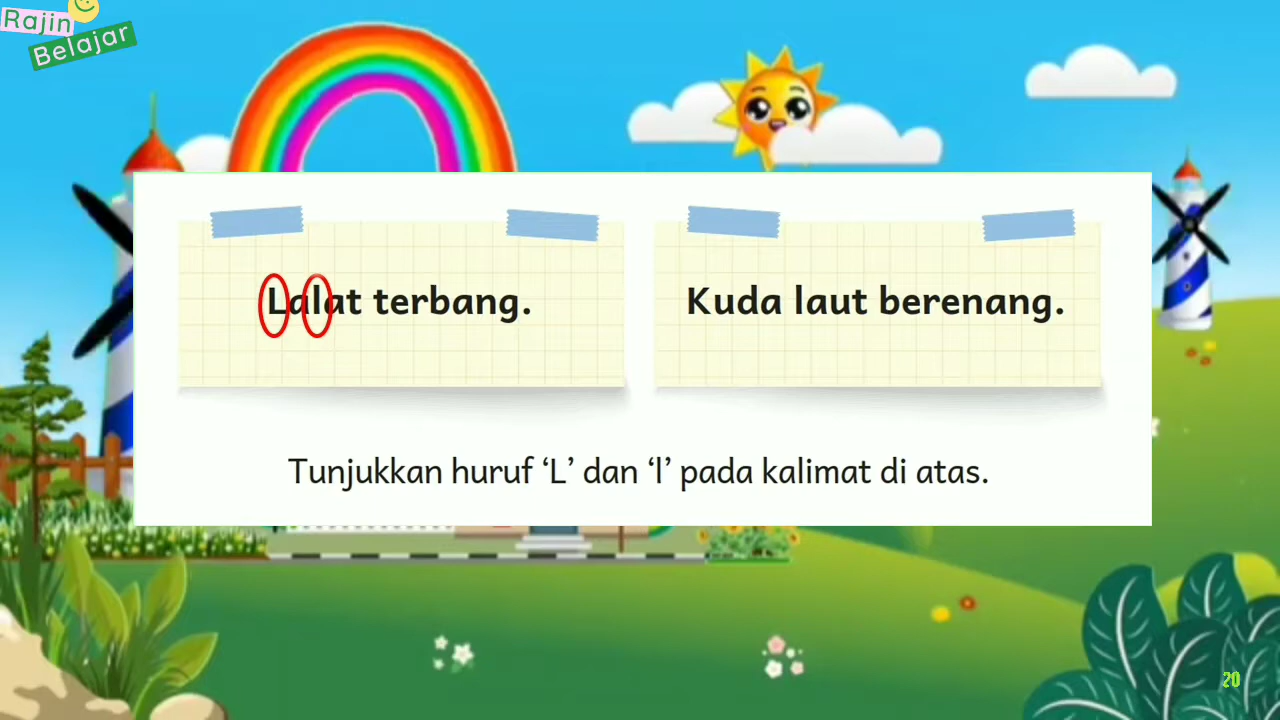 Rajin
Belajar
Lalat terbang.
Kuda laut berenang.
Tunjukkan huruf ‘L’ dan ‘l’ pada kalimat di atas.
20